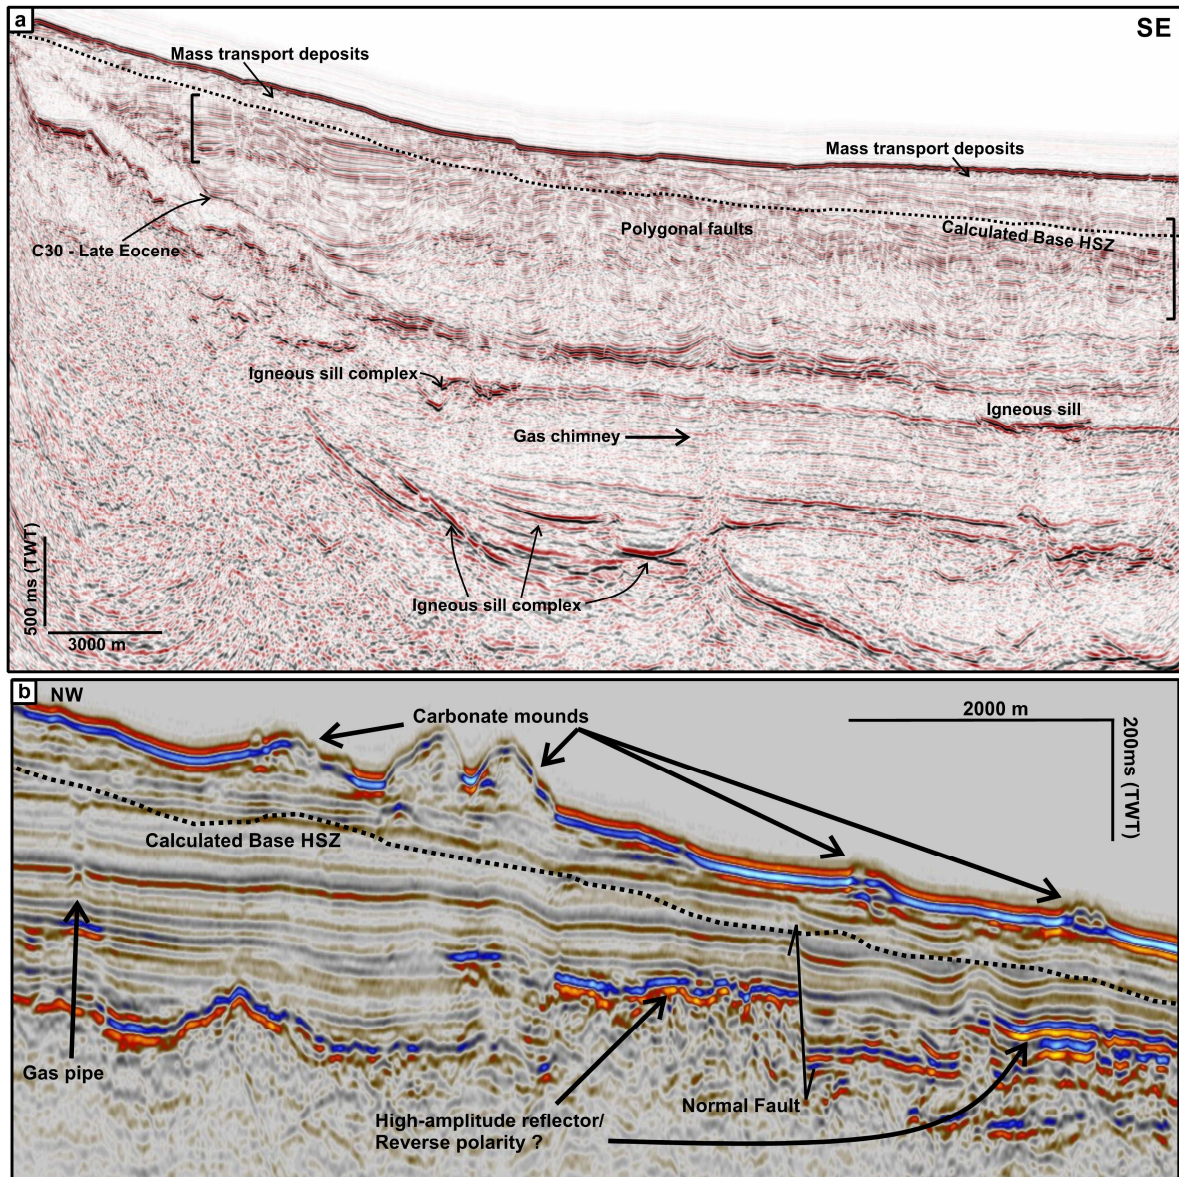 a
SE
Mass transport deposits
Mass transport deposits
C30 - Late Eocene
Polygonal faults
Calculated Base HSZ
Igneous sill complex
Igneous sill
Gas chimney
Igneous sill complex
500 ms (TWT)
3000 m
b
NW
Carbonate mounds
2000 m
200ms (TWT)
Calculated Base HSZ
Gas pipe
Normal Fault
High-amplitude reflector/
Reverse polarity ?